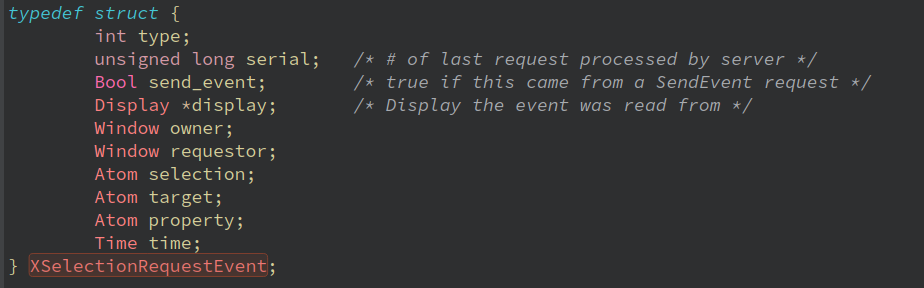 typedef struct {
        int type;
        unsigned long serial;   /* # of last request processed by server */
        Bool send_event;        /* true if this came from a SendEvent request */
        Display *display;       /* Display the event was read from */
        Window owner;
        Window requestor;
        Atom selection;
        Atom target;
        Atom property;
        Time time;
} XSelectionRequestEvent;